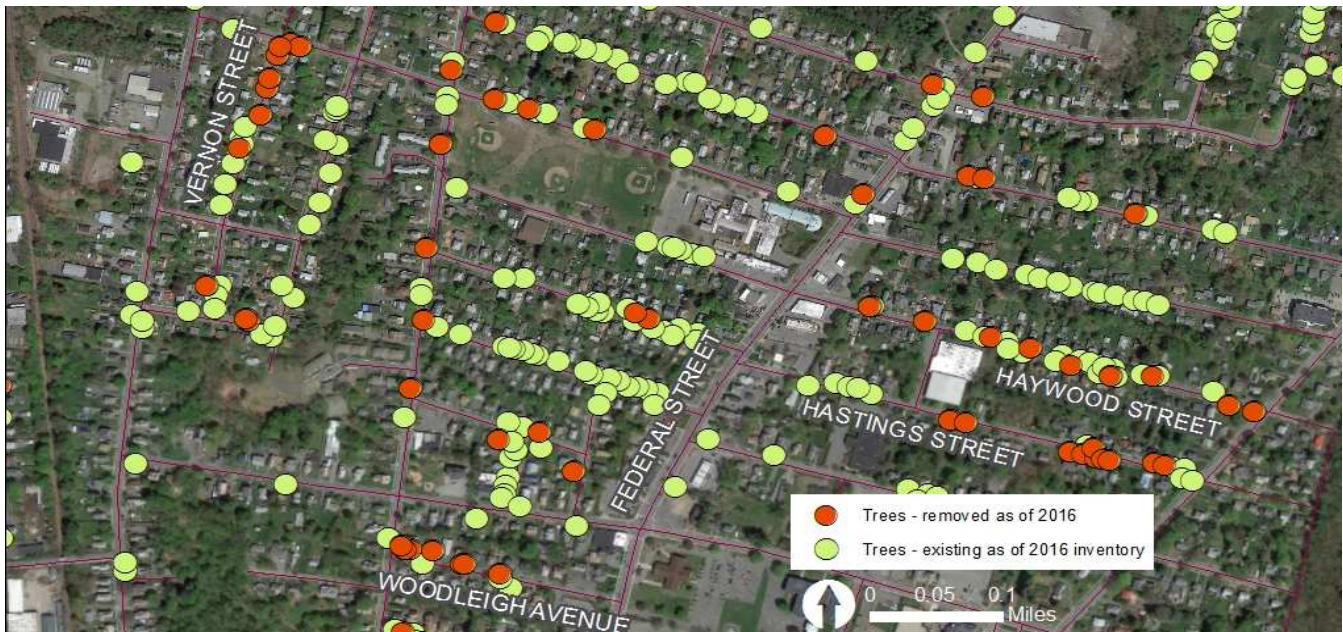 VERNON STREET
FEDERAL STREET
HAYWOOD STREET
HASTINGS STREET
Trees - removed as of 2016
Trees - existing as of 2016 inventory
WOODLEIGH AVENUE
0 0.05 0.1
Miles